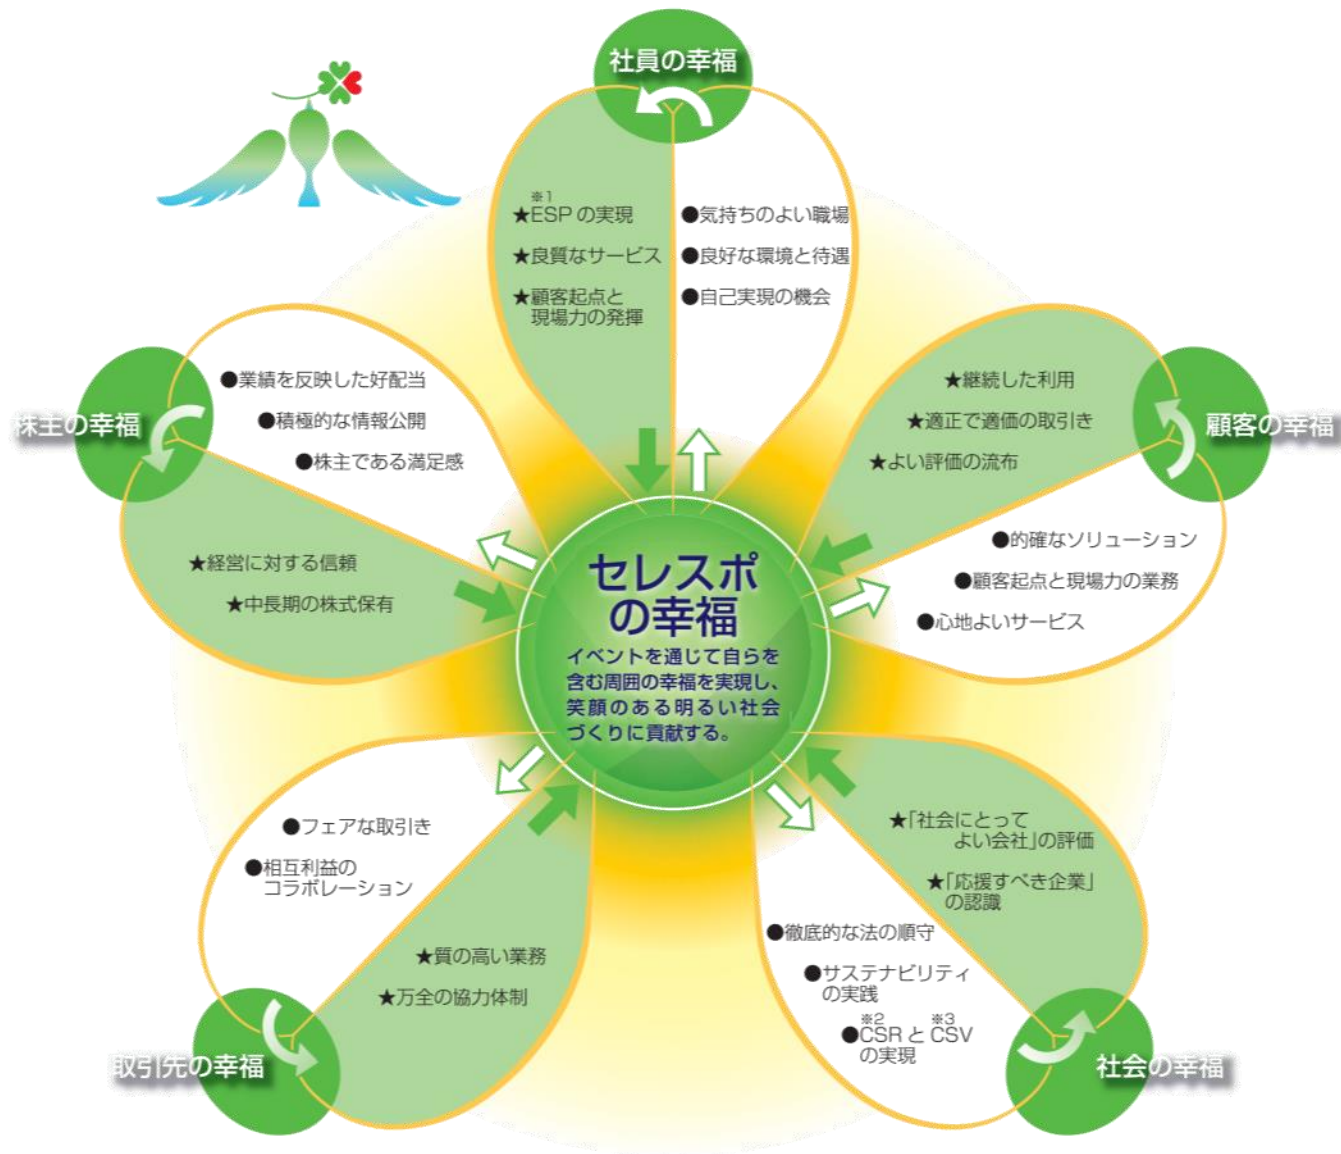 社員の幸福
※1
★ESPの実現
★良質なサービス
★顧客起点と
現場力の発揮
●気持ちのよい職場
●良好な環境と待遇
●自己実現の機会
顧客の幸福
★継続した利用
★適正で適価の取引き
★よい評価の流布
●的確なソリューション
●顧客起点と現場力の業務
●心地よいサービス
株主の幸福
●業績を反映した好配当
●積極的な情報公開
●株主である満足感
★経営に対する信頼
★中長期の株式保有
セレスポ
の幸福
イベントを通じて自らを
含む周囲の幸福を実現し、
笑顔のある明るい社会
づくりに貢献する。
取引先の幸福
●フェアな取引き
●相互利益の
コラボレーション
★質の高い業務
★万全の協力体制
社会の幸福
★「社会にとって
よい会社」の評価
★「応援すべき企業」
の認識
●徹底的な法の順守
●サステナビリティ
の実践
※2 ※3
●CSRとCSV
の実現